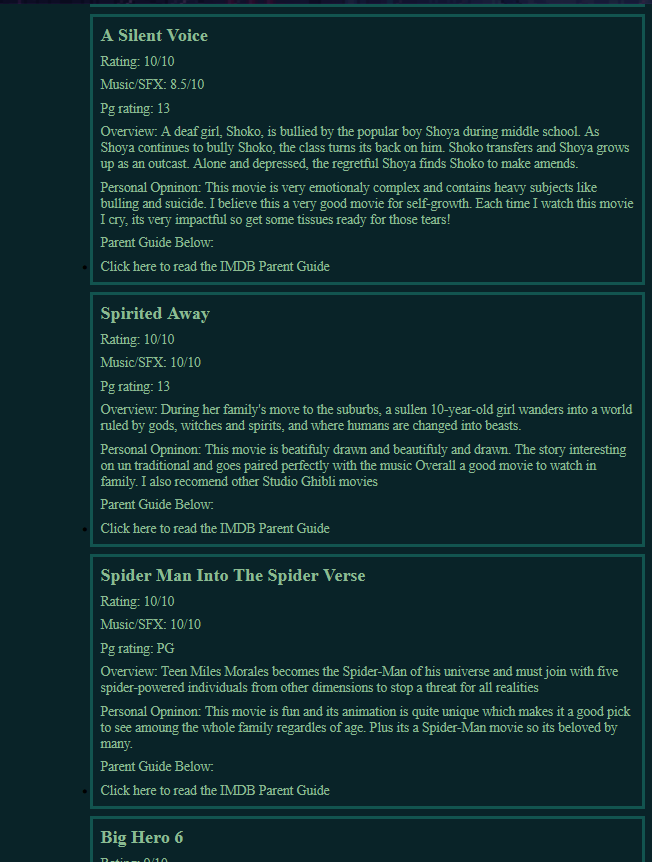 A Silent Voice
Rating: 10/10
Music/SFX: 8.5/10
Pg rating: 13
Overview: A deaf girl, Shoko, is bullied by the popular boy Shoya during middle school. As
Shoya continues to bully Shoko, the class turns its back on him. Shoko transfers and Shoya grows
up as an outcast. Alone and depressed, the regretful Shoya finds Shoko to make amends.
Personal Opninon: This movie is very emotionaly complex and contains heavy subjects like
bulling and suicide. I believe this a very good movie for self-growth. Each time I watch this movie
I cry, its very impactful so get some tissues ready for those tears!
Parent Guide Below:
Click here to read the IMDB Parent Guide
Spirited Away
Rating: 10/10
Music/SFX: 10/10
Pg rating: 13
Overview: During her family's move to the suburbs, a sullen 10-year-old girl wanders into a world
ruled by gods, witches and spirits, and where humans are changed into beasts.
Personal Opninon: This movie is beatifuly drawn and beautifuly and drawn. The story interesting
on un traditional and goes paired perfectly with the music Overall a good movie to watch in
family. I also recomend other Studio Ghibli movies
Parent Guide Below:
Click here to read the IMDB Parent Guide
Spider Man Into The Spider Verse
Rating: 10/10
Music/SFX: 10/10
Pg rating: PG
Overview: Teen Miles Morales becomes the Spider-Man of his universe and must join with five
spider-powered individuals from other dimensions to stop a threat for all realities
Personal Opninon: This movie is fun and its animation is quite unique which makes it a good pick
to see amoung the whole family regardles of age. Plus its a Spider-Man movie so its beloved by
many.
Parent Guide Below:
Click here to read the IMDB Parent Guide
Big Hero 6